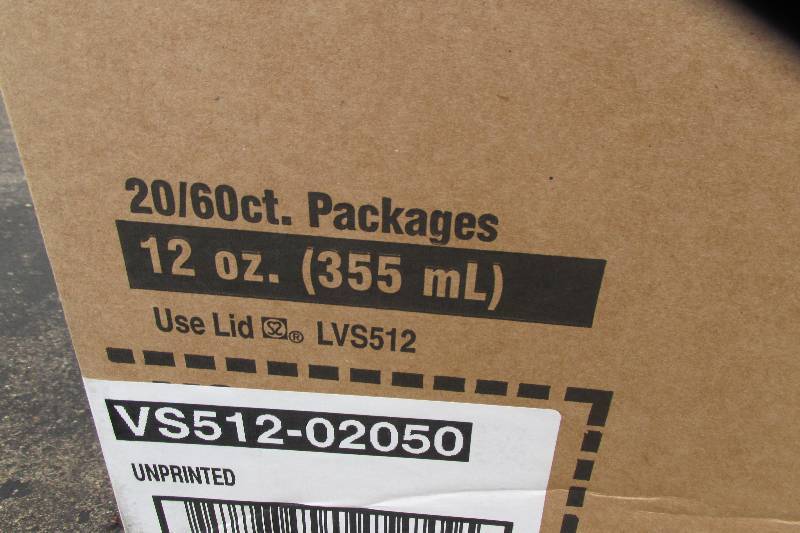 20/60ct. Packages
12 oz. (355 mL)
Use Lid ® LVS512
VS512-02050
UNPRINTED